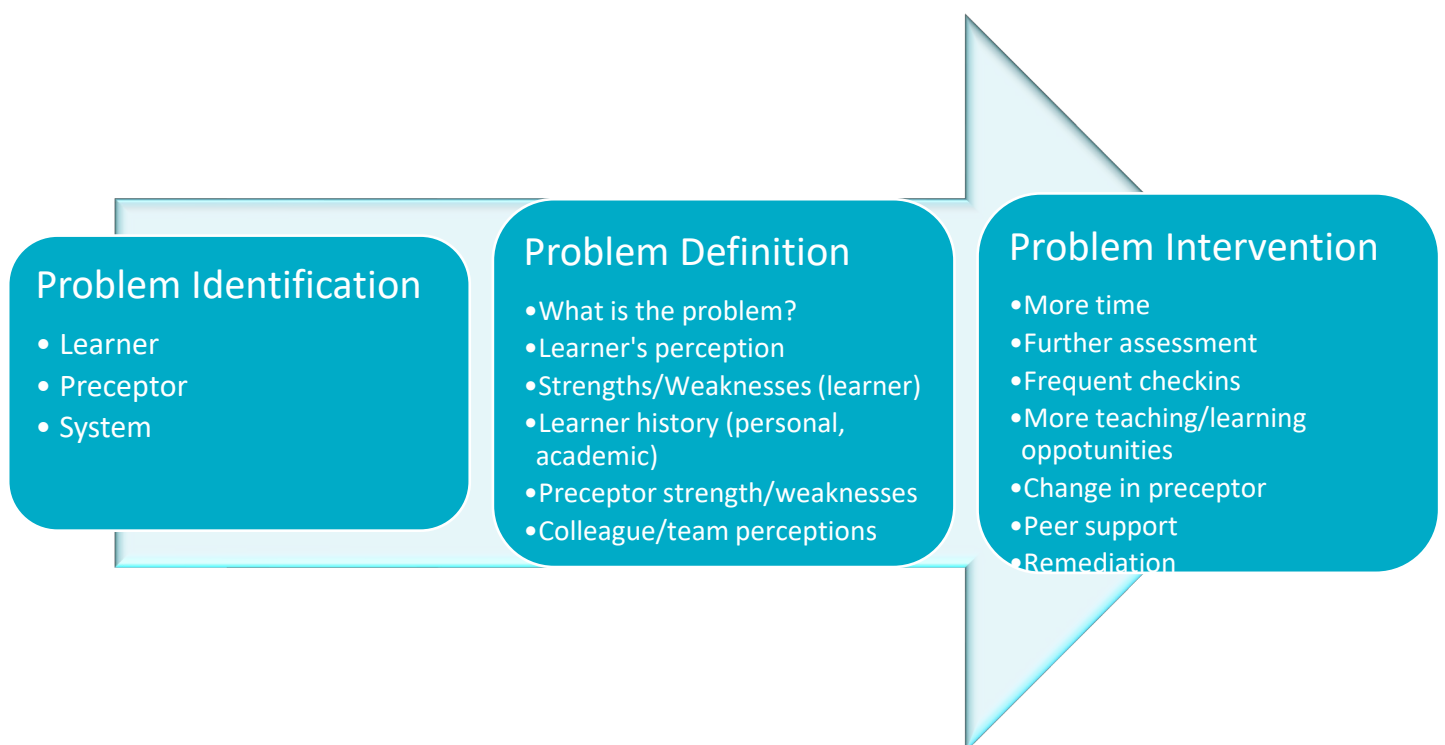 Problem Identification
• Learner
• Preceptor
• System
Problem Definition
•What is the problem?
•Learner's perception
•Strengths/Weaknesses (learner)
•Learner history (personal,
academic)
•Preceptor strength/weaknesses
•Colleague/team perceptions
Problem Intervention
•More time
•Further assessment
•Frequent checkins
•More teaching/learning
oppotunities
•Change in preceptor
•Peer support
•Remediation